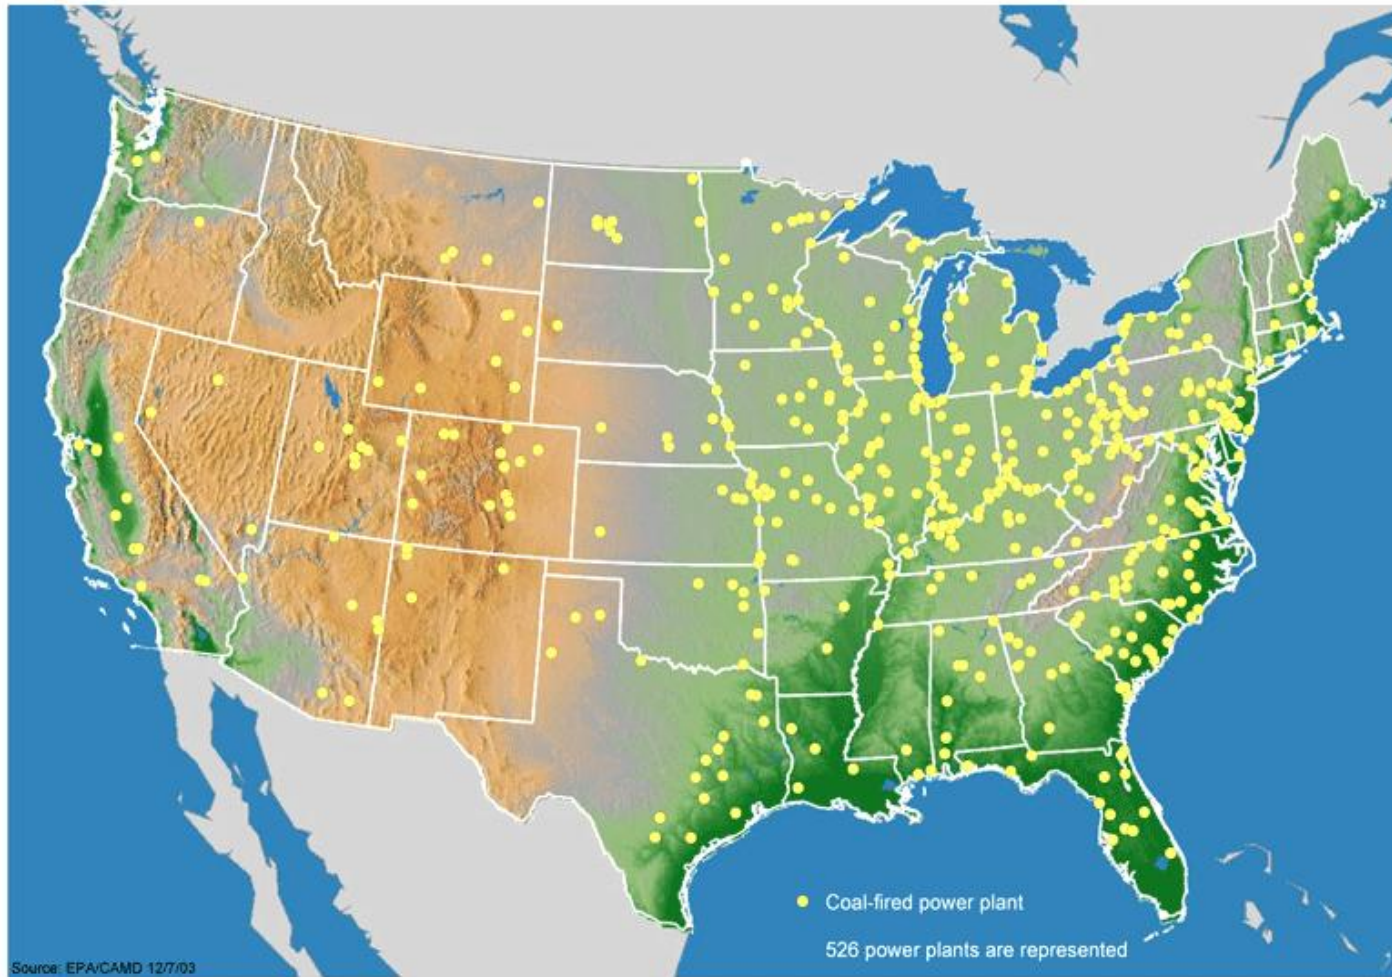 Coal-fired power plant
526 power plants are represented
Source: EPA/CAMD 12/7/03